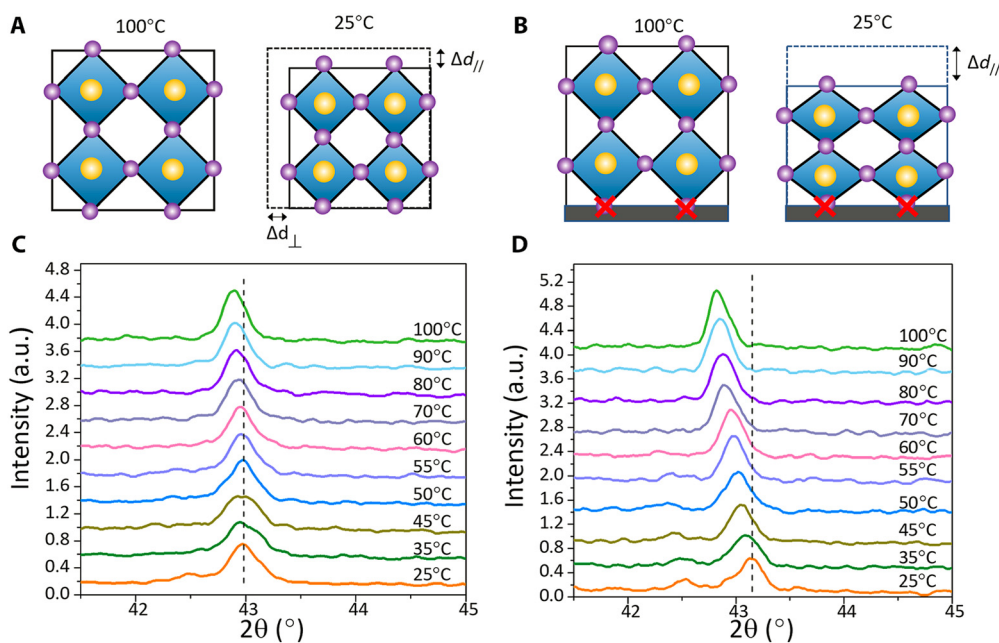 A
100°C
25°C
Δd//
Δd⊥
B
100°C
25°C
Δd//
C
Intensity (a.u.)
4.8
4.0
3.6
3.2
2.8
2.4
2.0
1.6
1.2
0.8
0.4
0.0
100°C
90°C
80°C
70°C
60°C
55°C
50°C
45°C
35°C
25°C
42
43
44
45
2θ (°)
D
Intensity (a.u.)
5.2
4.4
4.0
3.6
3.2
2.8
2.4
2.0
1.6
1.2
0.8
0.4
0.0
100°C
90°C
80°C
70°C
60°C
55°C
50°C
45°C
35°C
25°C
42
43
44
45
2θ (°)